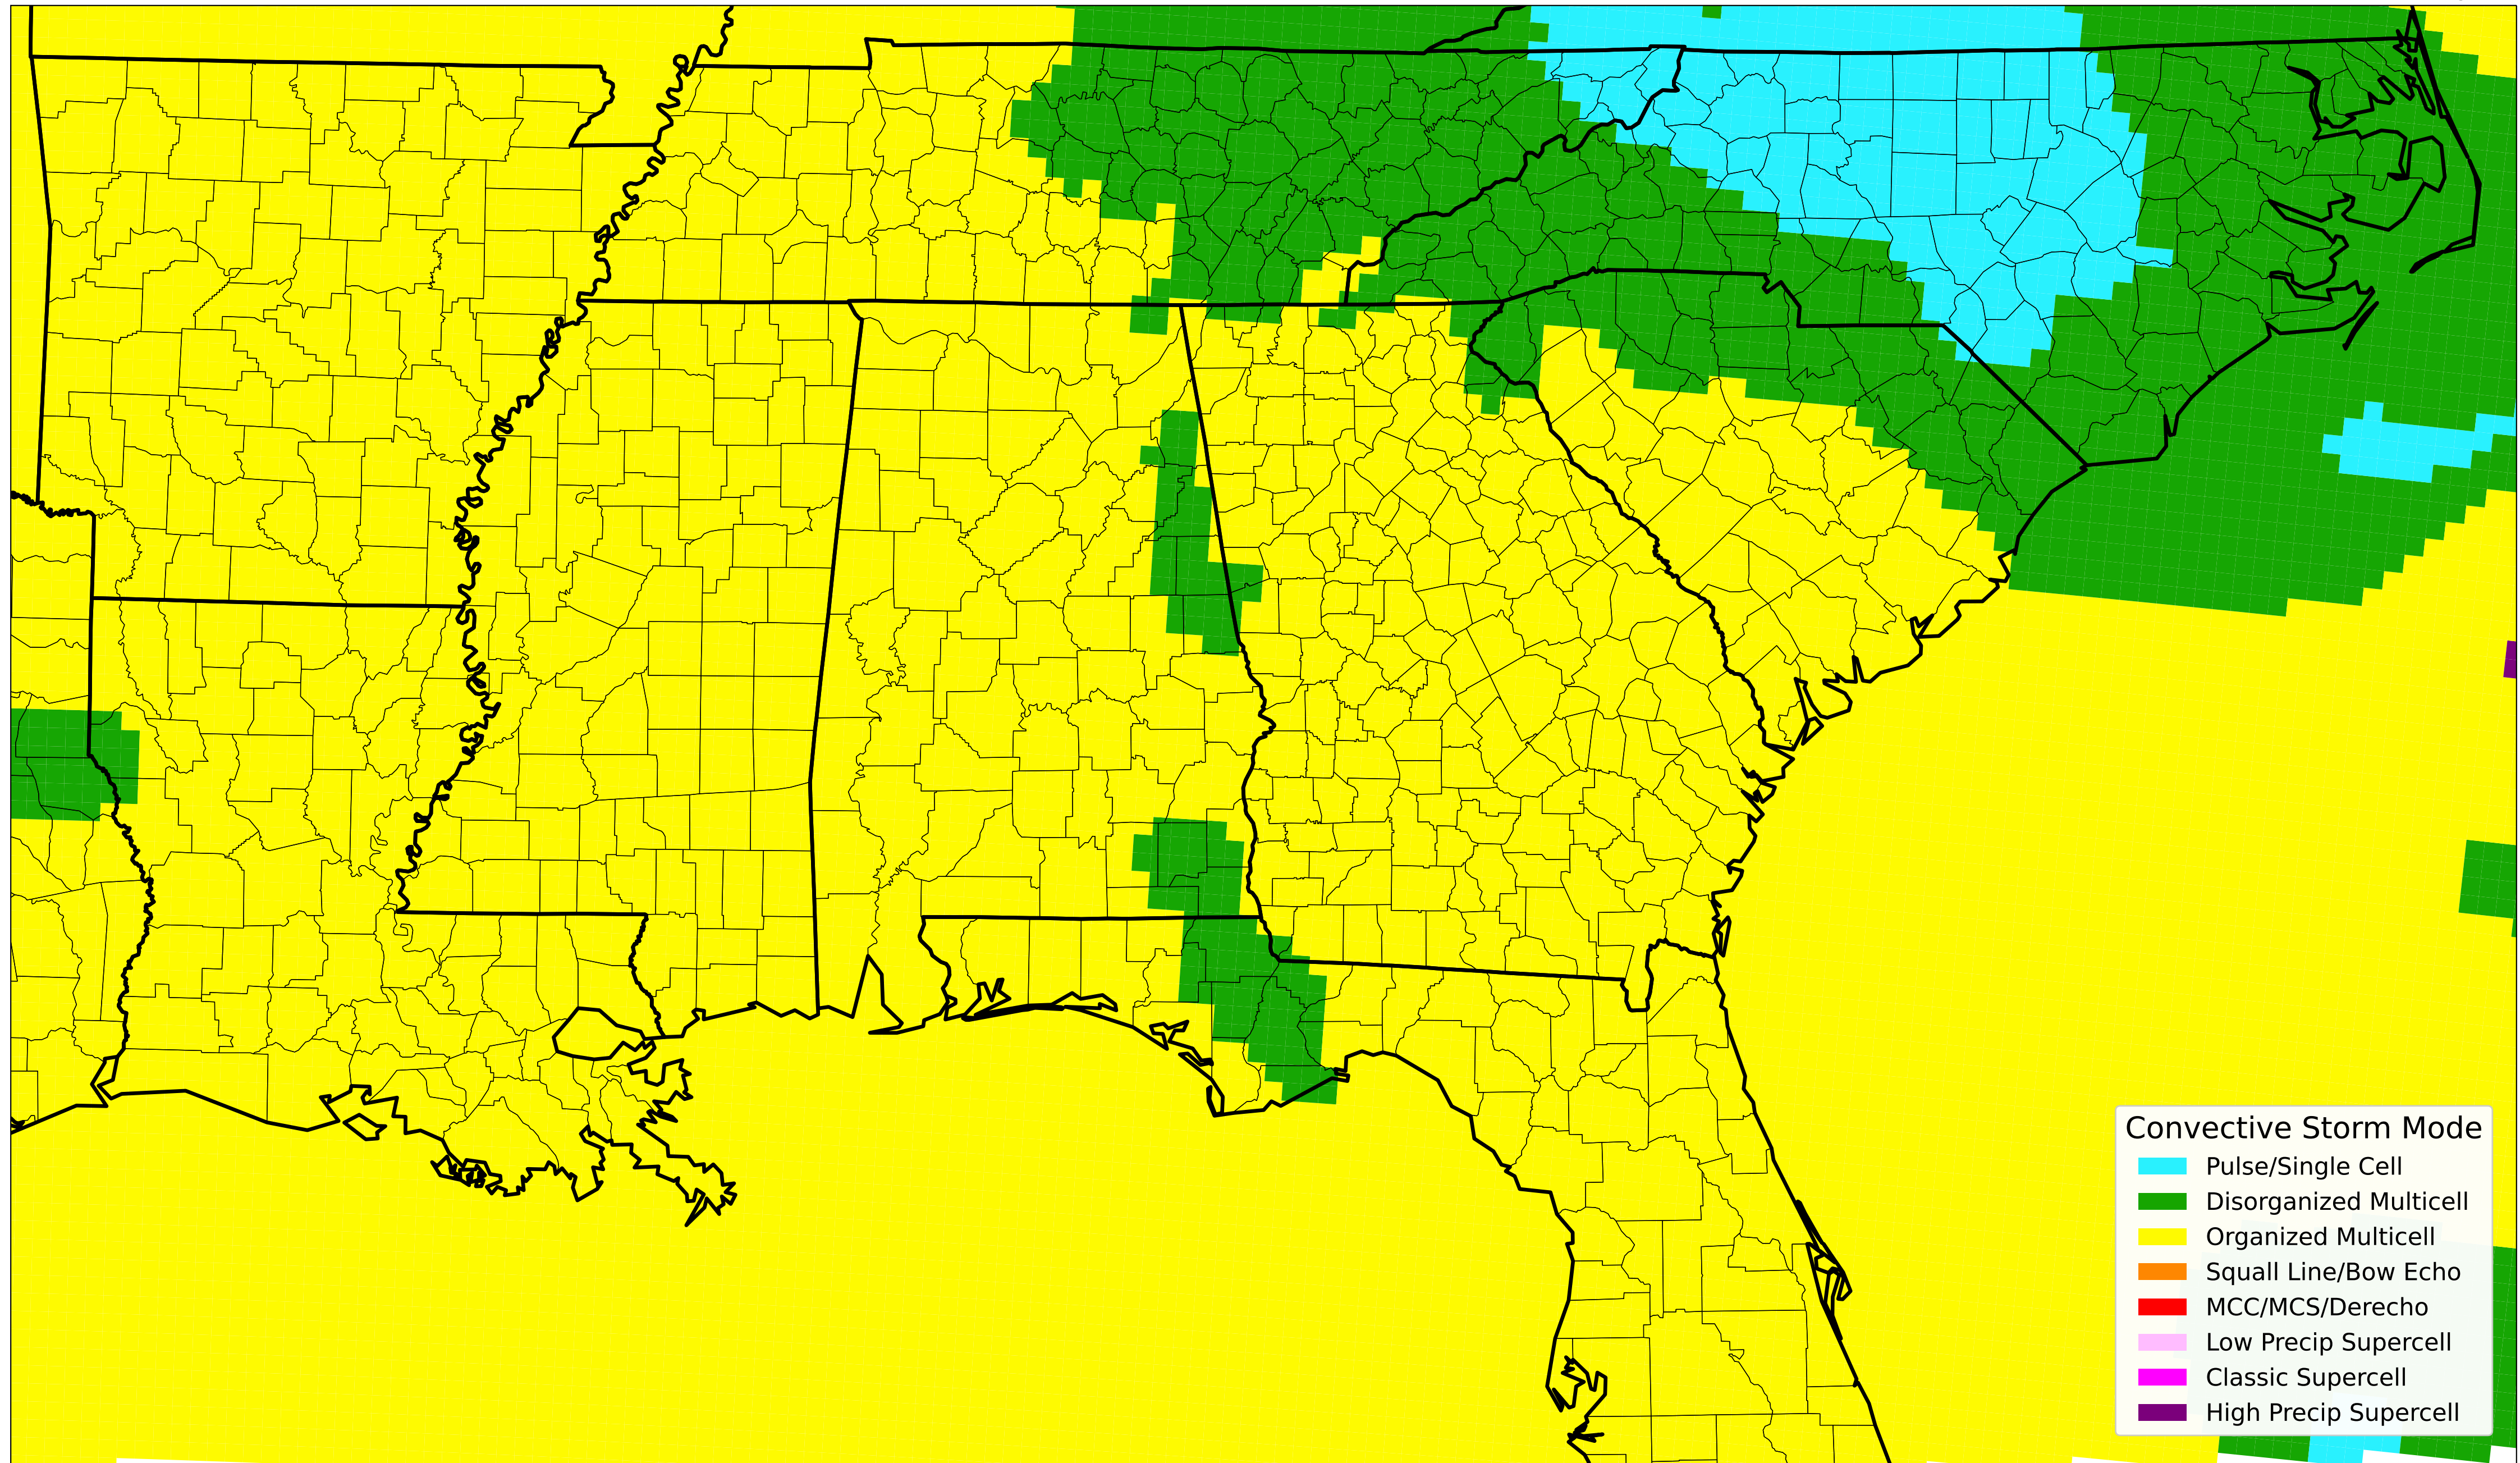 Convective Storm Mode
Pulse/Single Cell
Disorganized Multicell
Organized Multicell
Squall Line/Bow Echo
MCC/MCS/Derecho
Low Precip Supercell
Classic Supercell
High Precip Supercell